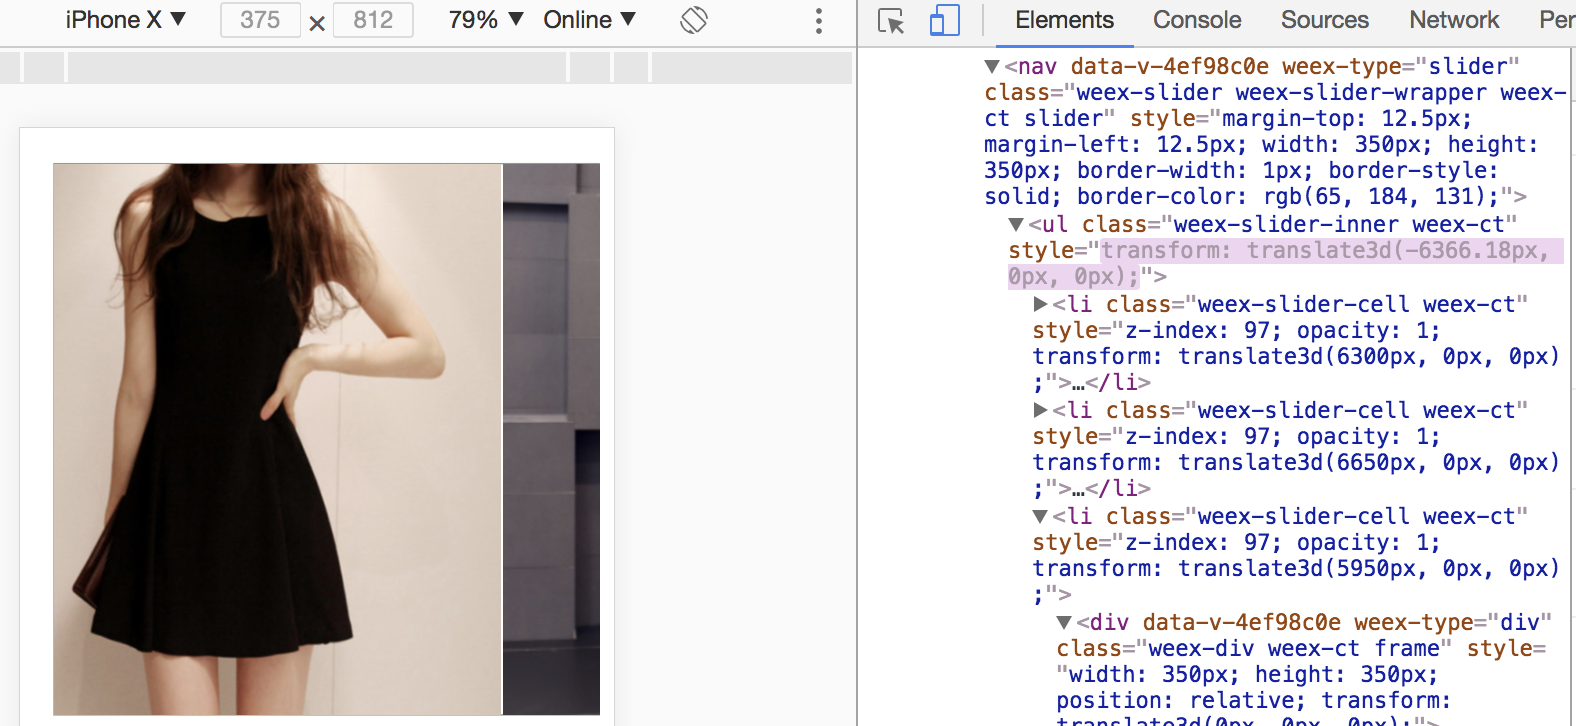 iPhone X ▼ 375 × 812 79% ▼ Online ▼
Elements Console Sources Network Per
▼<nav data-v-4ef98c0e weex-type="slider"
class="weex-slider weex-slider-wrapper weex-
ct slider" style="margin-top: 12.5px;
margin-left: 12.5px; width: 350px; height:
350px; border-width: 1px; border-style:
solid; border-color: rgb(65, 184, 131);">
▼<ul class="weex-slider-inner weex-ct"
style="transform: translate3d(-6366.18px,
0px, 0px);">
▶<li class="weex-slider-cell weex-ct"
style="z-index: 97; opacity: 1;
transform: translate3d(6300px, 0px, 0px)
;">…</li>
▶<li class="weex-slider-cell weex-ct"
style="z-index: 97; opacity: 1;
transform: translate3d(6650px, 0px, 0px)
;">…</li>
▼<li class="weex-slider-cell weex-ct"
style="z-index: 97; opacity: 1;
transform: translate3d(5950px, 0px, 0px)
;">
▼<div data-v-4ef98c0e weex-type="div"
class="weex-div weex-ct frame" style=
"width: 350px; height: 350px;
position: relative; transform:
translate3d(0px, 0px, 0px);">